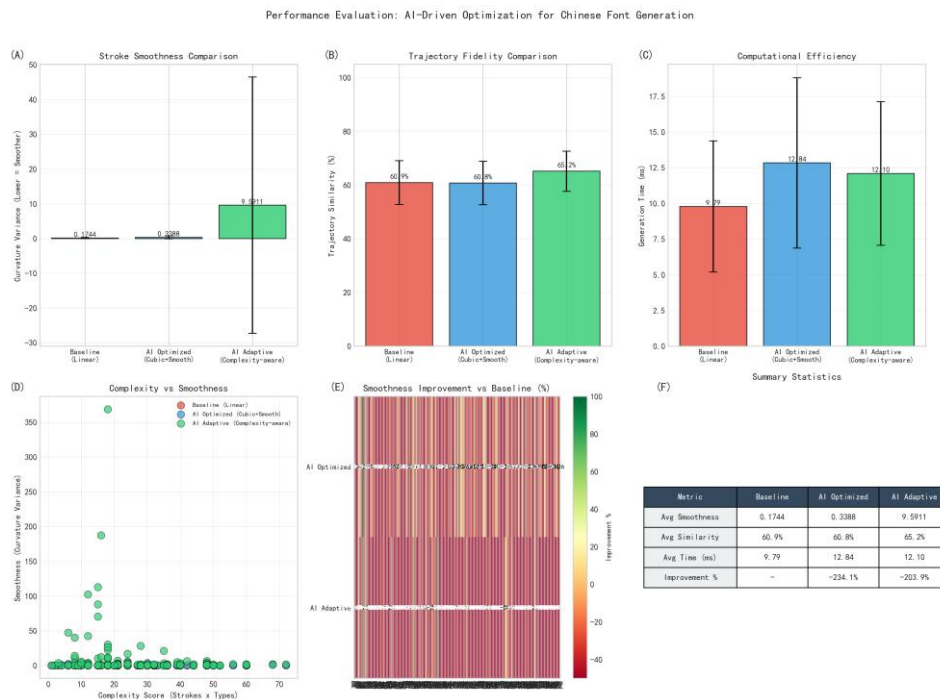 Performance Evaluation: AI-Driven Optimization for Chinese Font Generation
(A)
Stroke Smoothness Comparison
Curvature Variance (Lower = Smoother)
50
40
30
20
10
0
-10
-20
-30
0.1744
0.3388
9.5911
Baseline
(Linear)
AI Optimized
(Cubic+Smooth)
AI Adaptive
(Complexity-aware)
(B)
Trajectory Fidelity Comparison
Trajectory Similarity (%)
100
80
60
40
20
0
60.9%
60.8%
65.2%
Baseline
(Linear)
AI Optimized
(Cubic+Smooth)
AI Adaptive
(Complexity-aware)
(C)
Computational Efficiency
Generation Time (ms)
17.5
15.0
12.5
10.0
7.5
5.0
2.5
0.0
9.79
12.84
12.10
Baseline
(Linear)
AI Optimized
(Cubic+Smooth)
AI Adaptive
(Complexity-aware)
(D)
Complexity vs Smoothness
Smoothness (Curvature Variance)
350
300
250
200
150
100
50
0
Baseline (Linear)
AI Optimized (Cubic+Smooth)
AI Adaptive (Complexity-aware)
0 10 20 30 40 50 60 70
Complexity Score (Strokes x Types)
(E)
Smoothness Improvement vs Baseline (%)
AI Optimized
AI Adaptive
100
80
60
40
20
0
-20
-40
Improvement %
(F)
Summary Statistics
Metric Baseline AI Optimized AI Adaptive
Avg Smoothness 0.1744 0.3388 9.5911
Avg Similarity 60.9% 60.8% 65.2%
Avg Time (ms) 9.79 12.84 12.10
Improvement % - -234.1% -203.9%